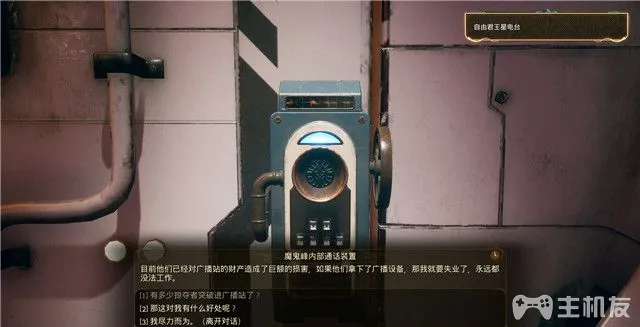 自由君王星电台
魔鬼峰内部通话装置
目前他们已经对广播站的财产造成了巨额的损害，如果他们拿下了广播设备，那我就要失业了，永远都
没法工作。
[1] 有多少掠夺者突破进广播站了？
[2] 那这对我有什么好处呢？
[3] 我尽力而为。（离开对话）
主机友